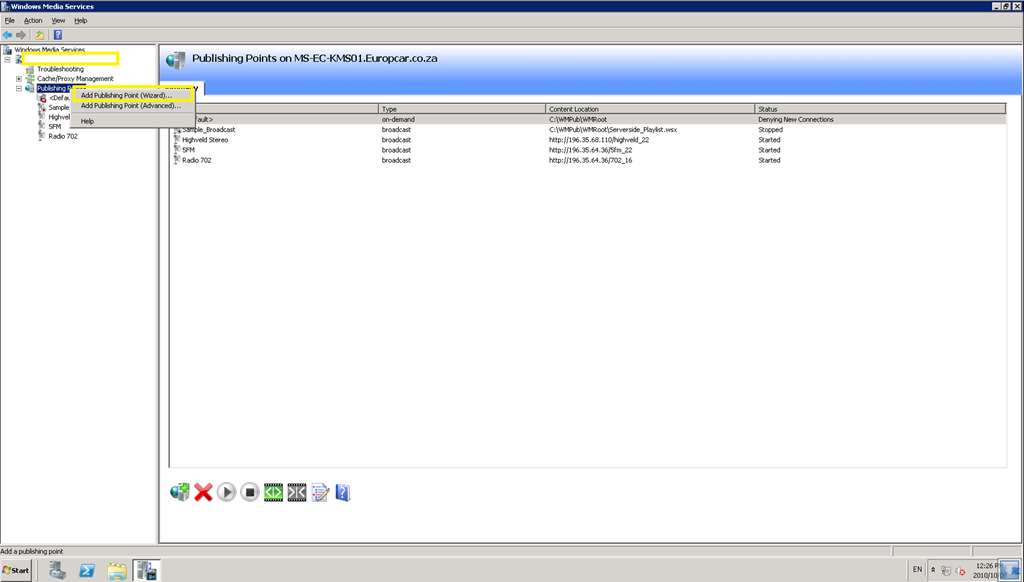 Windows Media Services
File Action View Help
Windows Media Services
Troubleshooting
Cache/Proxy Management
Publishing
<Defau
Sample
Highvel
5FM
Radio 702
Add Publishing Point (Wizard)...
Add Publishing Point (Advanced)...
Help
Publishing Points on MS-EC-KMS01.Europcar.co.za
Type Content Location Status
fault> on-demand C:\WMPub\WMRoot Denying New Connections
Sample_Broadcast broadcast C:\WMPub\WMRoot\Serverside_Playlist.wsx Stopped
Highveld Stereo broadcast http://196.35.68.110/highveld_22 Started
5FM broadcast http://196.35.64.36/5fm_22 Started
Radio 702 broadcast http://196.35.64.36/702_16 Started
Add a publishing point
Start
EN
12:26 P
2010/10/